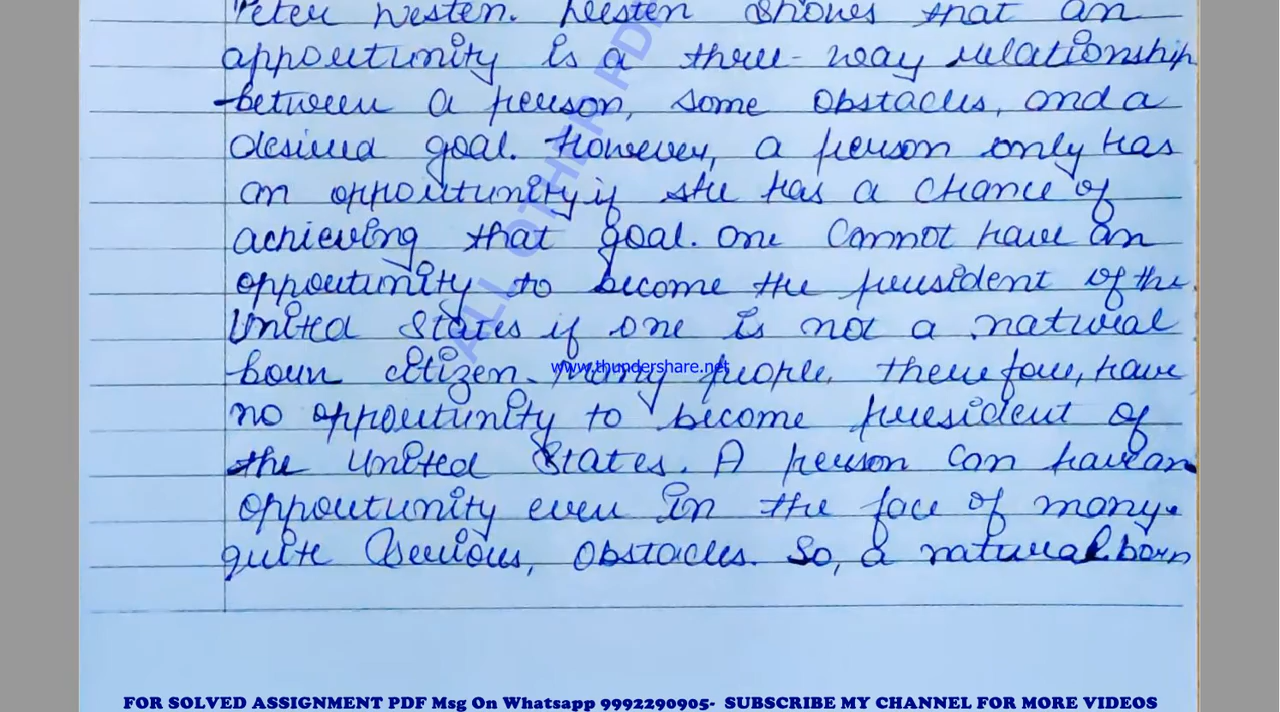 Peter Westen. Westen shows that an
opportunity is a three-way relationship
between a person, some obstacles, and a
desired goal. However, a person only has
an opportunity if she has a chance of
achieving that goal. One cannot have an
opportunity to become the president of the
United States if one is not a natural
born citizen. Many people, therefore, have
www.thundershare.net
no opportunity to become president of
the United States. A person can have an
opportunity even in the face of many.
quite serious, obstacles. So, a natural born
ALL OTHER PDF
FOR SOLVED ASSIGNMENT PDF Msg On Whatsapp 9992290905- SUBSCRIBE MY CHANNEL FOR MORE VIDEOS